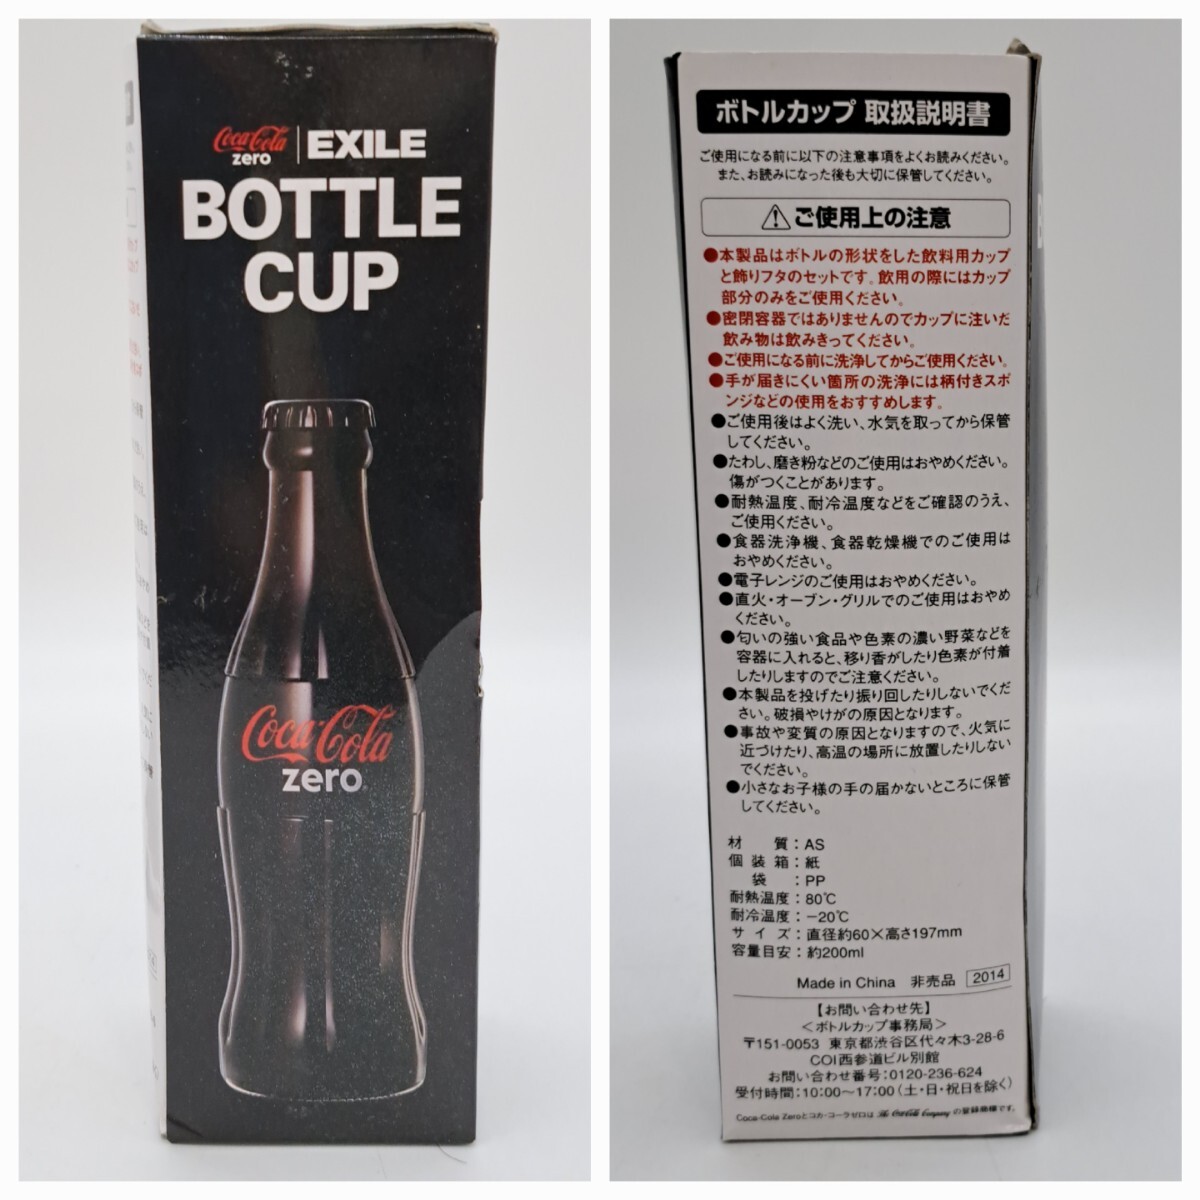 Coca-Cola zero | EXILE
BOTTLE
CUP
Coca-Cola
zero
ボトルカップ 取扱説明書
ご使用になる前に以下の注意事項をよくお読みください。
また、お読みになった後も大切に保管してください。
ご使用上の注意
●本製品はボトルの形状をした飲料用カップ
と飾りフタのセットです。飲用の際にはカップ
部分のみをご使用ください。
●密閉容器ではありませんのでカップに注いだ
飲み物は飲みきってください。
●ご使用になる前に洗浄してからご使用ください。
●手が届きにくい箇所の洗浄には柄付きスポ
ンジなどの使用をおすすめします。
●ご使用後はよく洗い、水気を取ってから保管
してください。
●たわし、磨き粉などのご使用はおやめください。
傷がつくことがあります。
●耐熱温度、耐冷温度などをご確認のうえ、
ご使用ください。
●食器洗浄機、食器乾燥機でのご使用は
おやめください。
●電子レンジのご使用はおやめください。
●直火・オーブン・グリルでのご使用はおやめ
ください。
●匂いの強い食品や色素の濃い野菜などを
容器に入れると、移り香がしたり色素が付着
したりしますのでご注意ください。
●本製品を投げたり振り回したりしないでくだ
さい。破損やけがの原因となります。
●事故や変質の原因となりますので、火気に
近づけたり、高温の場所に放置したりしない
でください。
●小さなお子様の手の届かないところに保管
してください。
材　　質：AS
個 装 箱：紙
袋　：PP
耐熱温度：80℃
耐冷温度：−20℃
サ イ ズ：直径約60×高さ197mm
容量目安：約200ml
Made in China 非売品 2014
【お問い合わせ先】
＜ボトルカップ事務局＞
〒151-0053 東京都渋谷区代々木3-28-6
COI西参道ビル別館
お問い合わせ番号：0120-236-624
受付時間：10:00〜17:00（土・日・祝日を除く）
Coca-Cola Zeroとコカ・コーラゼロは The Coca-Cola Company の登録商標です。